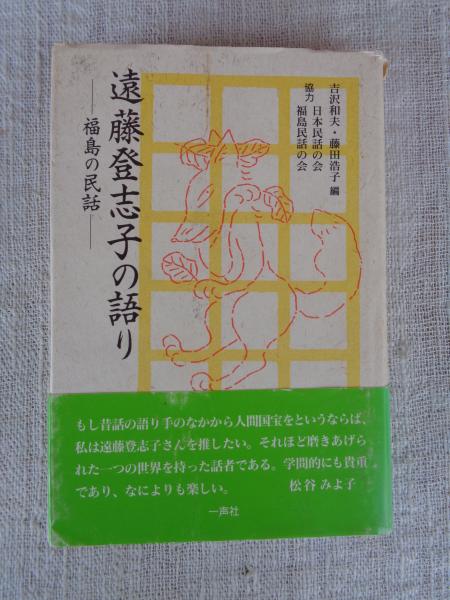 吉沢和夫・藤田浩子 編
協力 日本民話の会
福島民話の会
遠藤登志子の語り
―福島の民話―
もし昔話の語り手のなかから人間国宝をというならば、
私は遠藤登志子さんを推したい。それほど磨きあげら
れた一つの世界を持った話者である。学問的にも貴重
であり、なによりも楽しい。 松谷みよ子
一声社